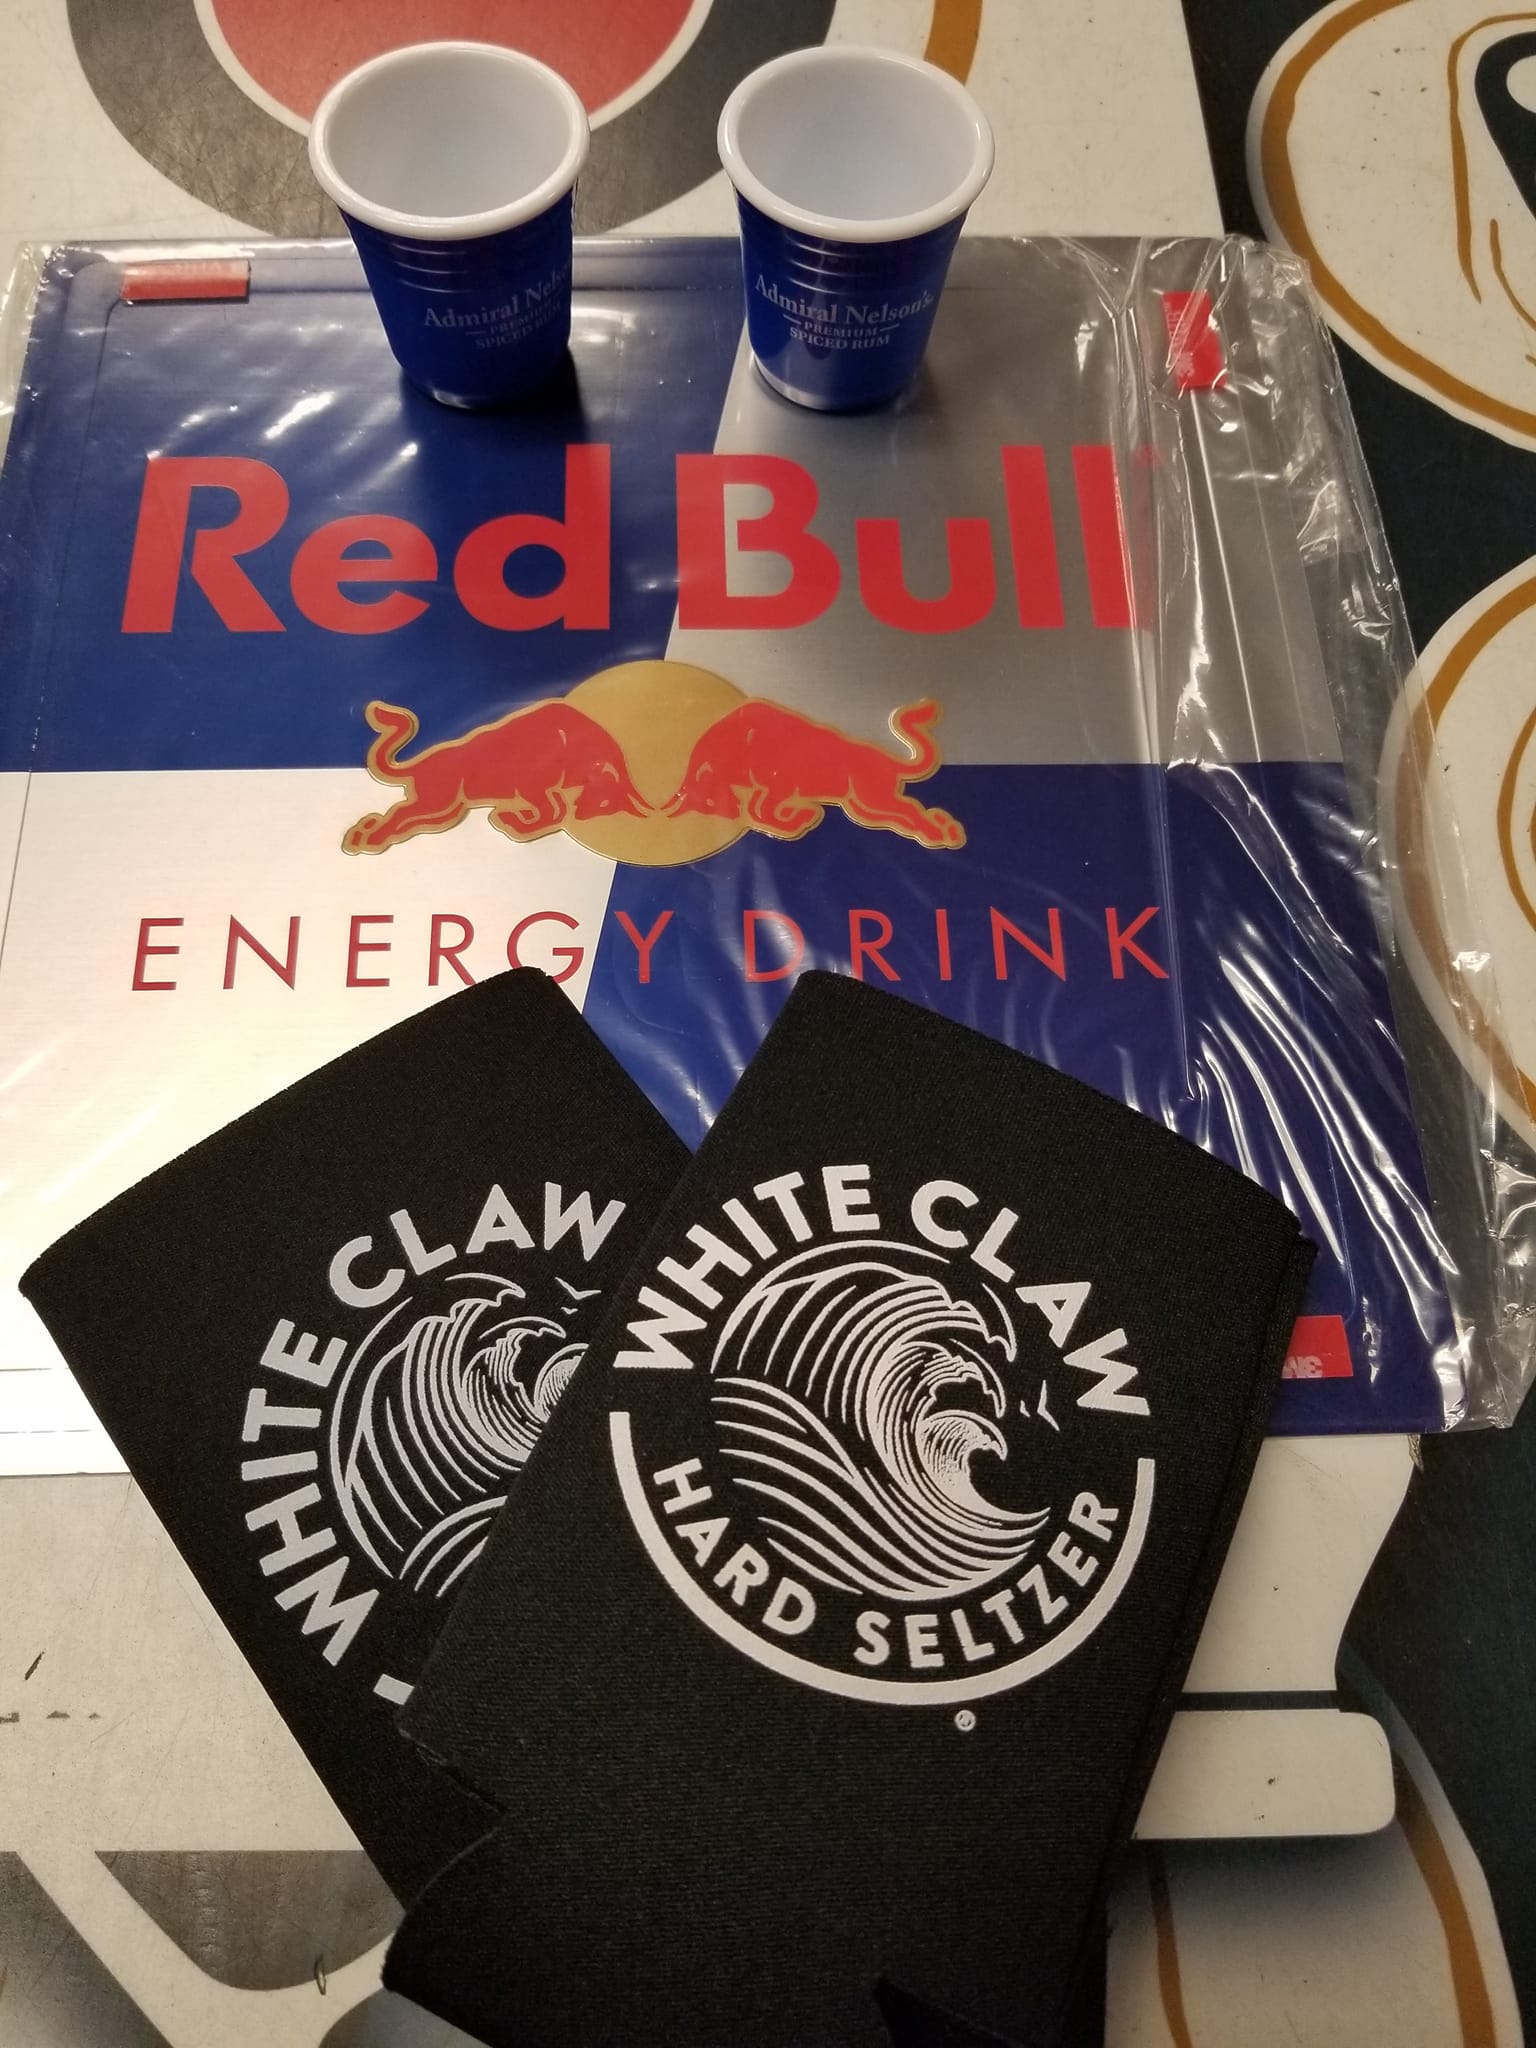 Admiral Nelson
PREMIUM
SPICED RUM
Admiral Nelson's
PREMIUM
SPICED RUM
Red Bull
ENERGY DRINK
WHITE CLAW
WHITE CLAW
HARD SELTZER
®
3M